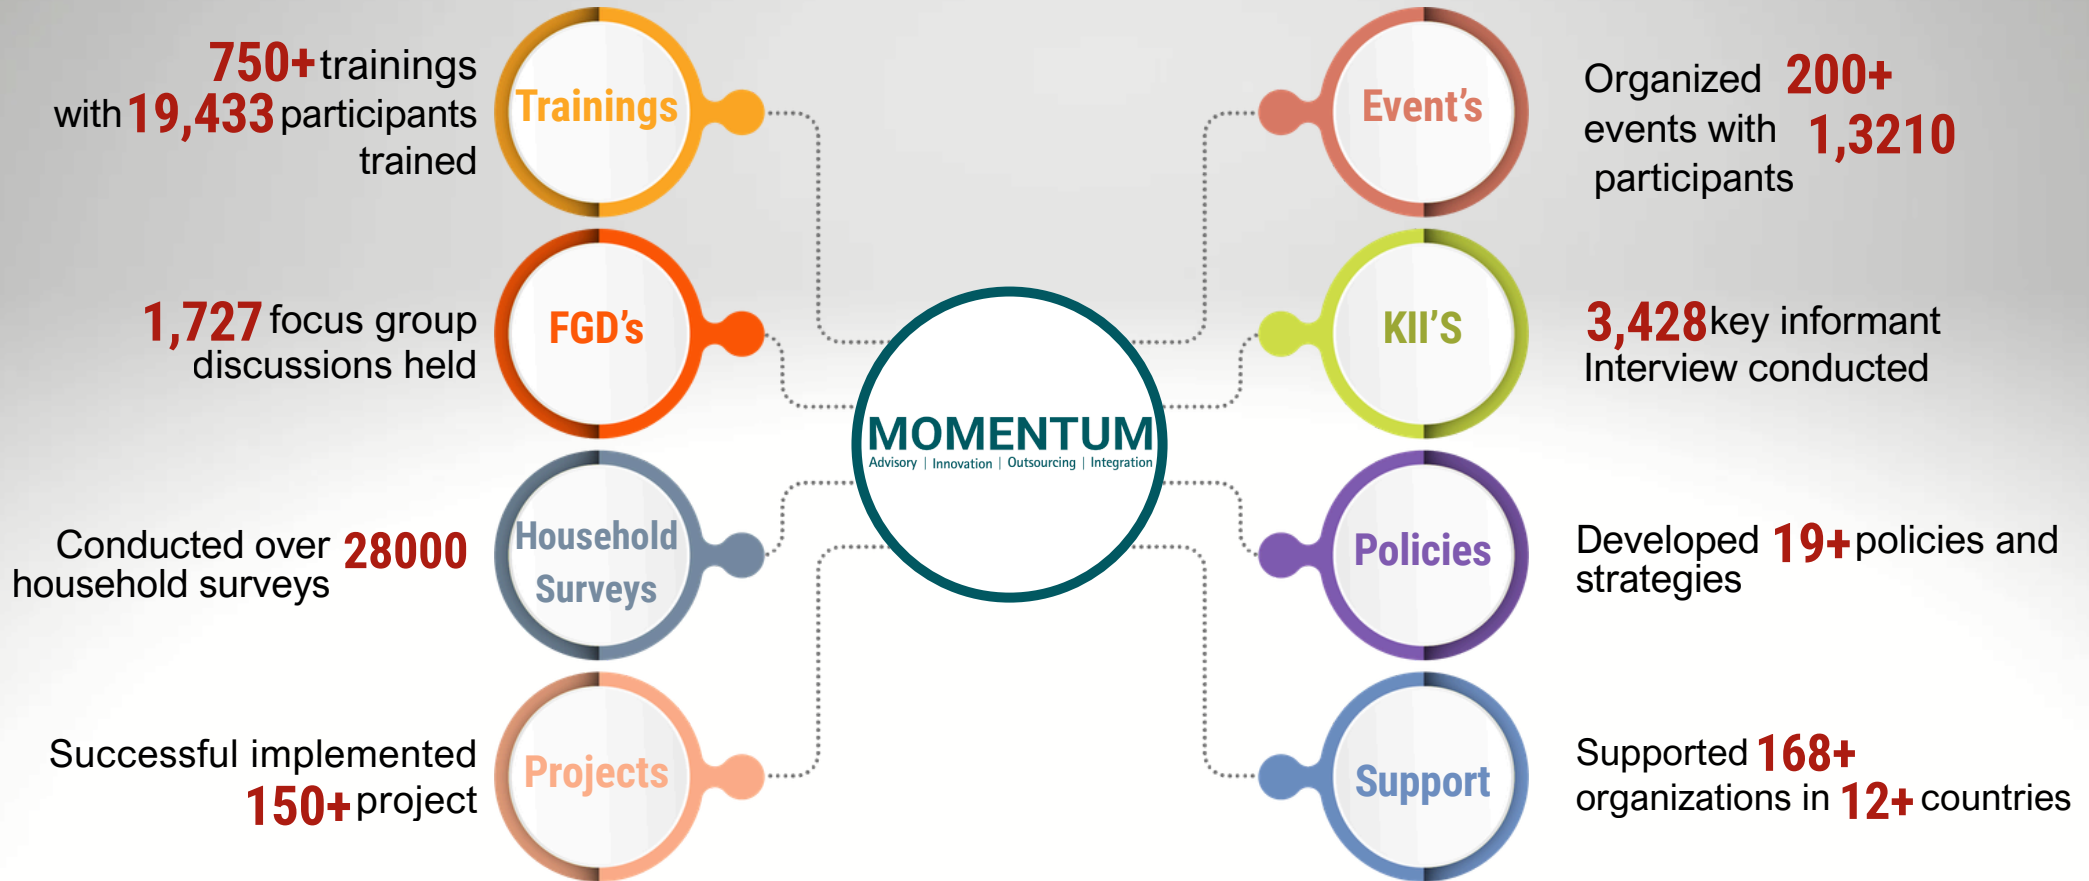 750+ trainings
with 19,433 participants
trained
Trainings
1,727 focus group
discussions held
FGD’s
Conducted over 28000
household surveys
Household
Surveys
Successful implemented
150+ project
Projects
MOMENTUM
Advisory | Innovation | Outsourcing | Integration
Event’s
Organized 200+
events with 1,3210
participants
KII’S
3,428 key informant
Interview conducted
Policies
Developed 19+ policies and
strategies
Support
Supported 168+
organizations in 12+ countries